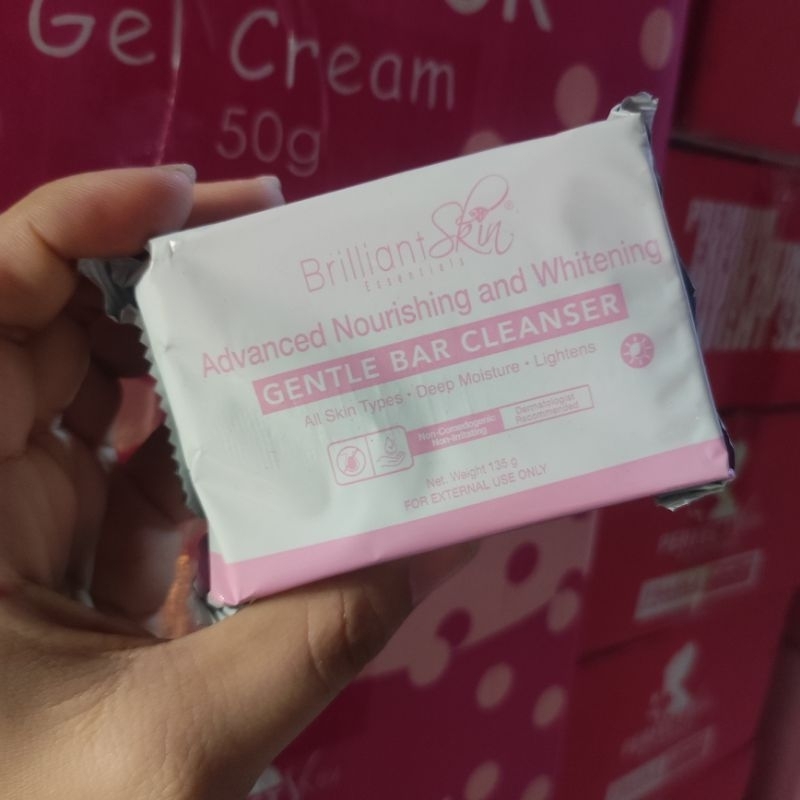 Gel Cream
50g
Brilliant Skin®
Essentials
Advanced Nourishing and Whitening
GENTLE BAR CLEANSER
All Skin Types • Deep Moisture • Lightens
Non-Comedogenic
Non-Irritating
Dermatologist
Recommended
Net. Weight 135 g
FOR EXTERNAL USE ONLY